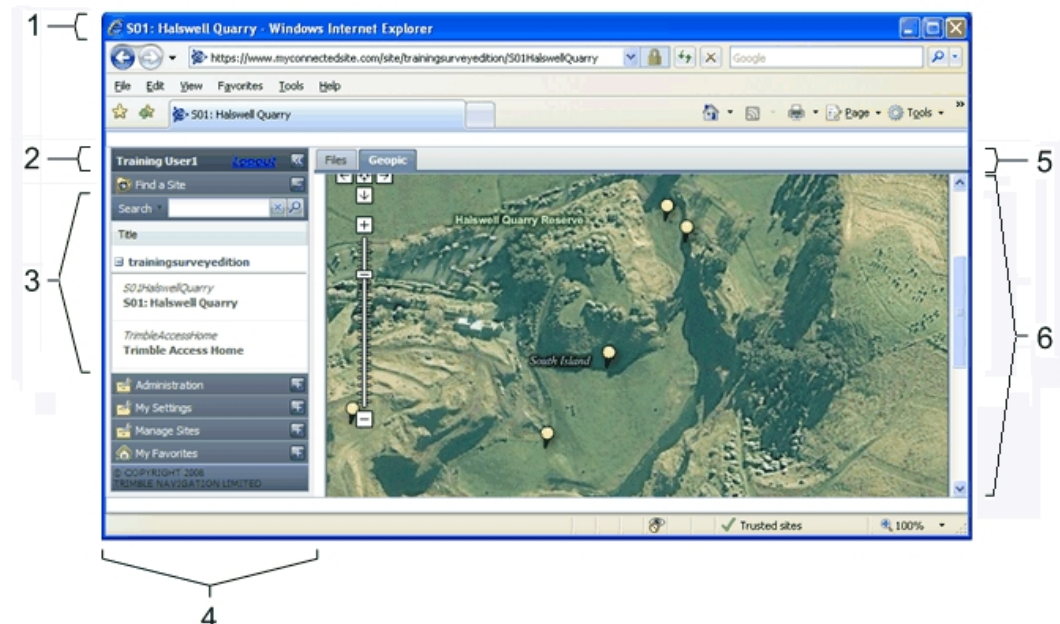 1
S01: Halswell Quarry - Windows Internet Explorer
https://www.myconnectedsite.com/site/trainingsurveyedition/S01HalswellQuarry
Google
File Edit View Favorites Tools Help
S01: Halswell Quarry
Page Tools
2
Training User1 Logout
Files Geopic
5
Find a Site
Search
Title
trainingsurveyedition
S01HalswellQuarry
S01: Halswell Quarry
TrimbleAccessHome
Trimble Access Home
3
Administration
My Settings
Manage Sites
My Favorites
© COPYRIGHT 2008
TRIMBLE NAVIGATION LIMITED
Halswell Quarry Reserve
South Island
6
Trusted sites
100%
4